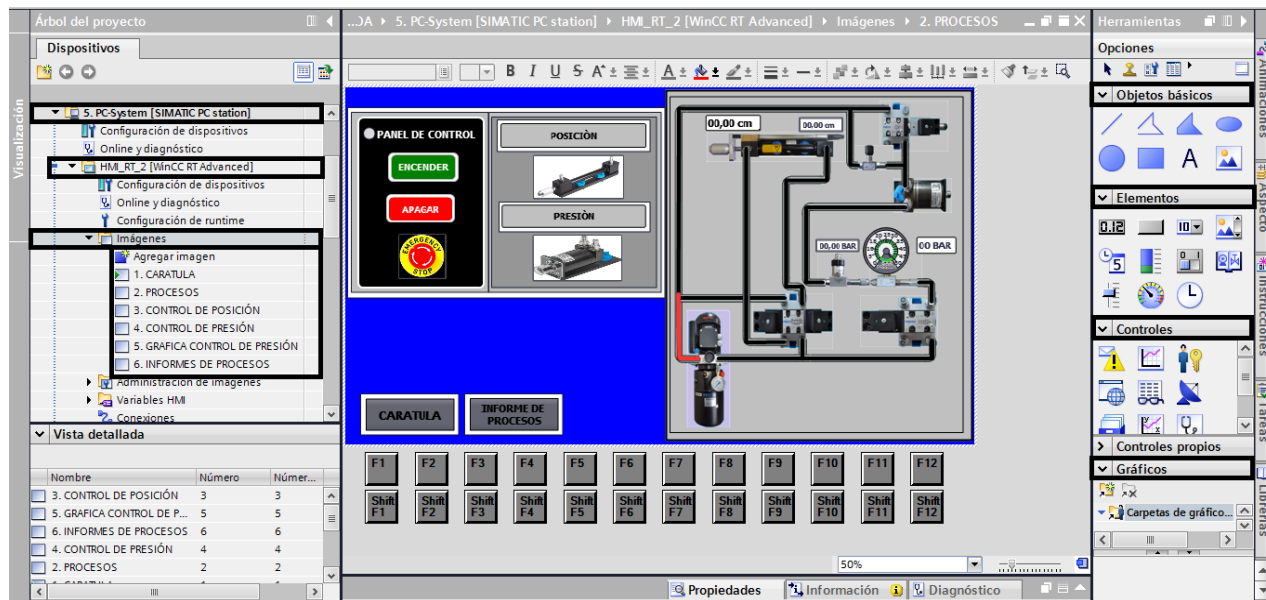 Árbol del proyecto
Dispositivos
Visualización
5. PC-System [SIMATIC PC station]
Configuración de dispositivos
Online y diagnóstico
HMI_RT_2 [WinCC RT Advanced]
Configuración de dispositivos
Online y diagnóstico
Configuración de runtime
Imágenes
Agregar imagen
1. CARATULA
2. PROCESOS
3. CONTROL DE POSICIÓN
4. CONTROL DE PRESIÓN
5. GRAFICA CONTROL DE PRESIÓN
6. INFORMES DE PROCESOS
Administración de imágenes
Variables HMI
Conexiones
Vista detallada
Nombre Número Númer...
3. CONTROL DE POSICIÓN 3 3
5. GRAFICA CONTROL DE P... 5 5
6. INFORMES DE PROCESOS 6 6
4. CONTROL DE PRESIÓN 4 4
2. PROCESOS 2 2
...DA ▸ 5. PC-System [SIMATIC PC station] ▸ HMI_RT_2 [WinCC RT Advanced] ▸ Imágenes ▸ 2. PROCESOS
B I U S A A
PANEL DE CONTROL
ENCENDER
APAGAR
EMERGENCY
STOP
POSICIÒN
PRESIÒN
CARATULA
INFORME DE
PROCESOS
00,00 cm
00.00 cm
00,00 BAR
00 BAR
F1 F2 F3 F4 F5 F6 F7 F8 F9 F10 F11 F12
Shift F1 Shift F2 Shift F3 Shift F4 Shift F5 Shift F6 Shift F7 Shift F8 Shift F9 Shift F10 Shift F11 Shift F12
50%
Propiedades Información Diagnóstico
Herramientas
Opciones
Objetos básicos
A
Elementos
0.12 10
5
Controles
Controles propios
Gráficos
Carpetas de gráfico...
Animaciones
Aspecto
Instrucciones
Tareas
Librerías